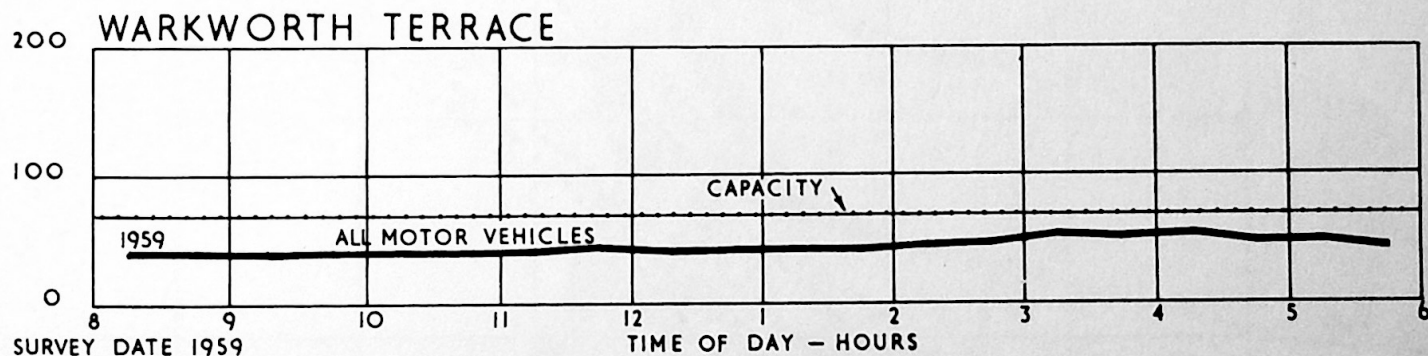 WARKWORTH TERRACE
200
100
CAPACITY
1959 ALL MOTOR VEHICLES
0
8 9 10 11 12 1 2 3 4 5 6
SURVEY DATE 1959 TIME OF DAY – HOURS